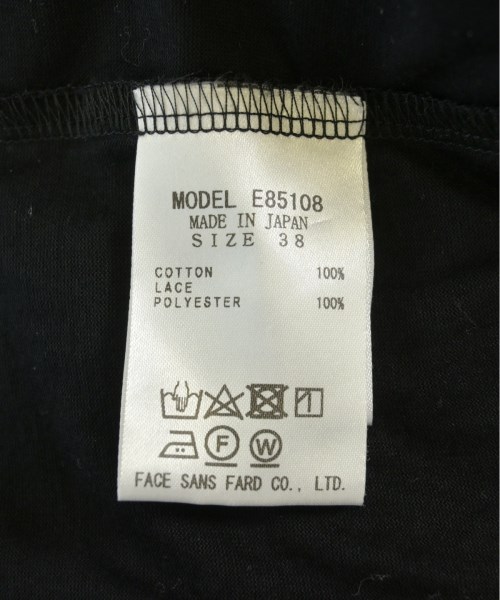 MODEL E85108
MADE IN JAPAN
SIZE 38
COTTON 100%
LACE
POLYESTER 100%
F W
FACE SANS FARD CO., LTD.